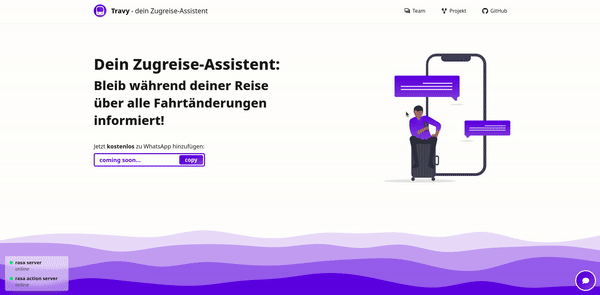 Travy - dein Zugreise-Assistent
Team
Projekt
GitHub
Dein Zugreise-Assistent:
Bleib während deiner Reise
über alle Fahrtänderungen
informiert!
Jetzt kostenlos zu WhatsApp hinzufügen:
coming soon...
copy
rasa server
online
rasa action server
online